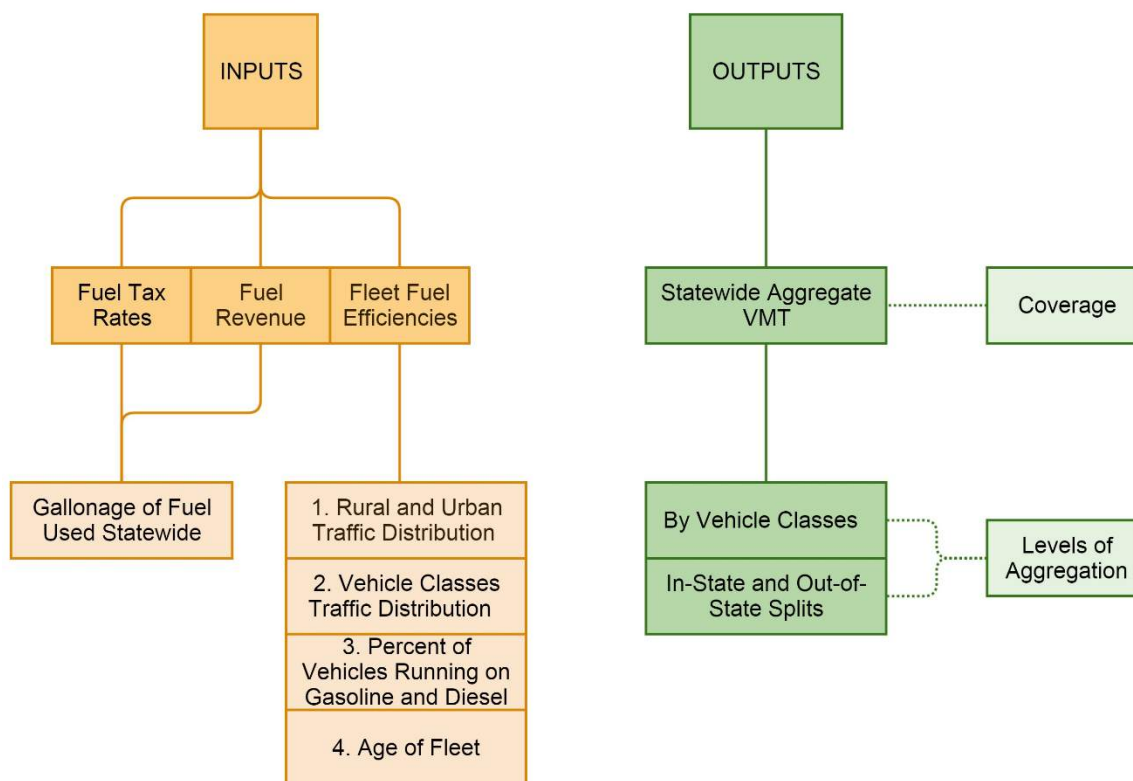 INPUTS
Fuel Tax
Rates
Fuel
Revenue
Fleet Fuel
Efficiencies
Gallonage of Fuel
Used Statewide
1. Rural and Urban
Traffic Distribution
2. Vehicle Classes
Traffic Distribution
3. Percent of
Vehicles Running on
Gasoline and Diesel
4. Age of Fleet
OUTPUTS
Statewide Aggregate
VMT
Coverage
By Vehicle Classes
In-State and Out-of-
State Splits
Levels of
Aggregation